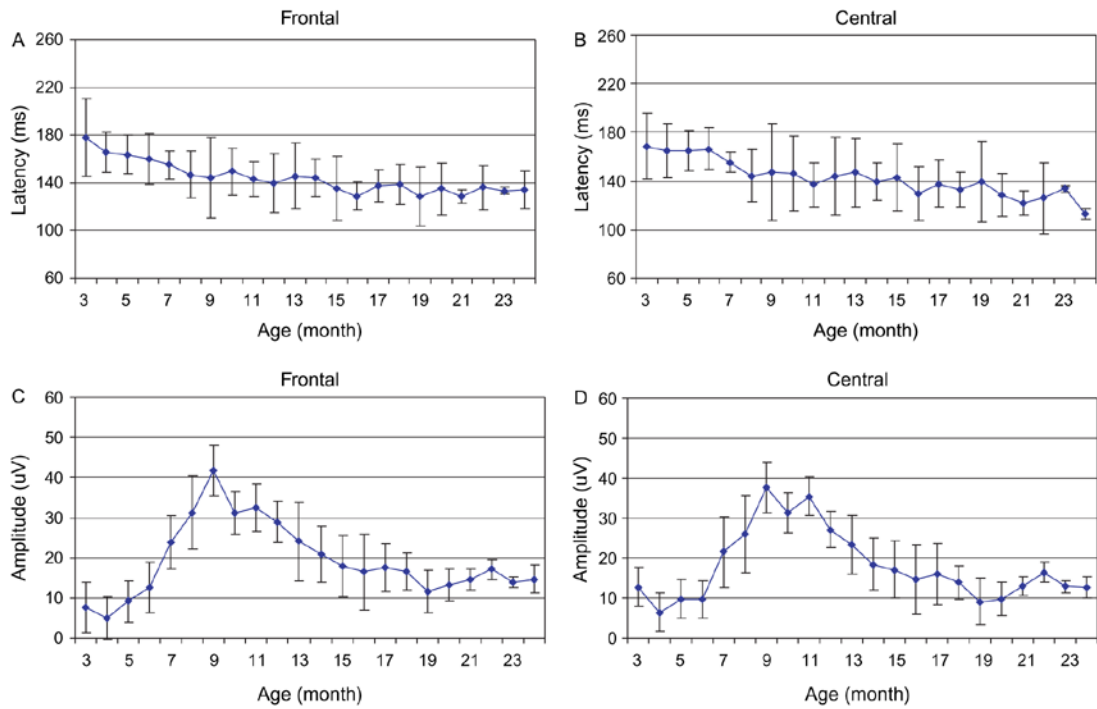 Frontal
A
260
220
180
140
100
60
Latency (ms)
3 5 7 9 11 13 15 17 19 21 23
Age (month)
Central
B
260
220
180
140
100
60
Latency (ms)
3 5 7 9 11 13 15 17 19 21 23
Age (month)
Frontal
C
60
50
40
30
20
10
0
Amplitude (uV)
3 5 7 9 11 13 15 17 19 21 23
Age (month)
Central
D
60
50
40
30
20
10
0
Amplitude (uV)
3 5 7 9 11 13 15 17 19 21 23
Age (month)